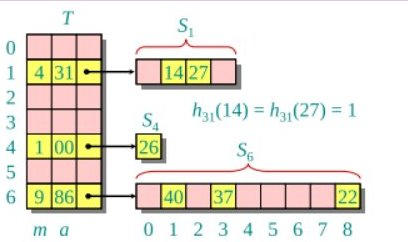 T
S1
0
1 4 31 14 27
2
h31(14) = h31(27) = 1
3
S4
4 1 00 26
5
S6
6 9 86 40 37 22
m a 0 1 2 3 4 5 6 7 8